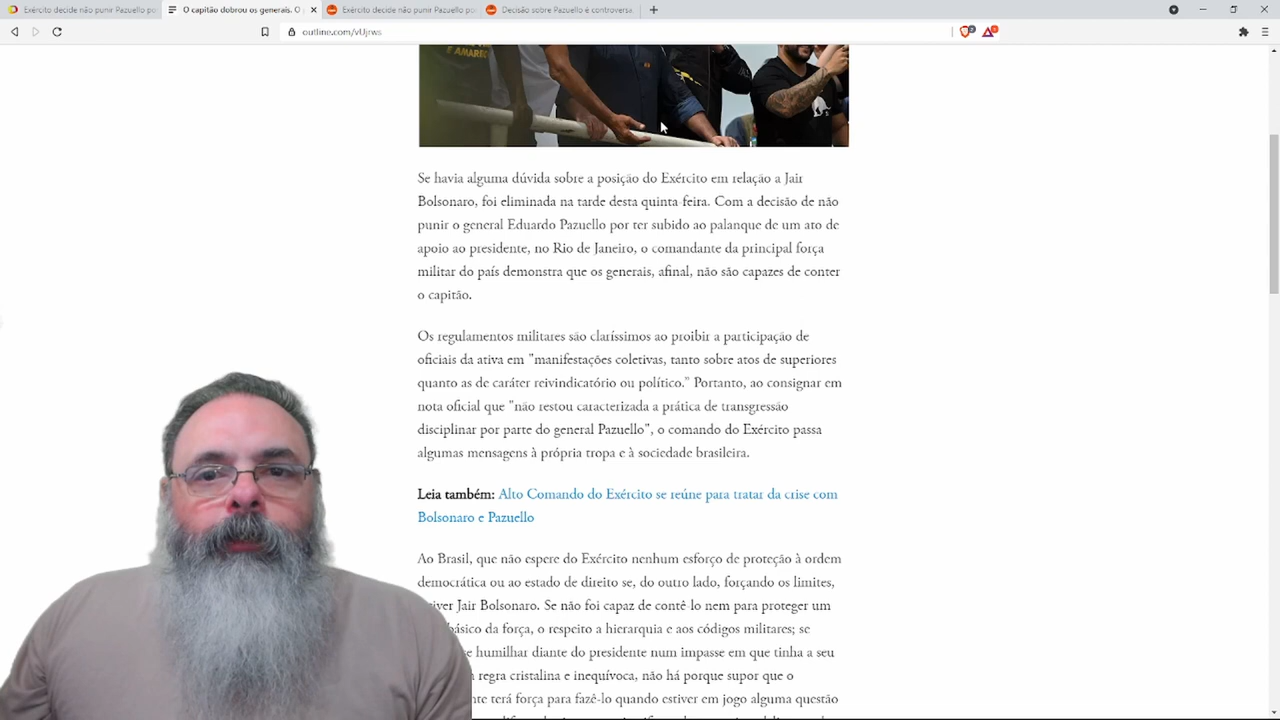 Exército decide não punir Pazuello po
O capitão dobrou os generais. O
Exército decide não punir Pazuello po
Decisão sobre Pazuello é controversa
outline.com/vUjrws
E AMAREL
Se havia alguma dúvida sobre a posição do Exército em relação a Jair
Bolsonaro, foi eliminada na tarde desta quinta-feira. Com a decisão de não
punir o general Eduardo Pazuello por ter subido ao palanque de um ato de
apoio ao presidente, no Rio de Janeiro, o comandante da principal força
militar do país demonstra que os generais, afinal, não são capazes de conter
o capitão.
Os regulamentos militares são claríssimos ao proibir a participação de
oficiais da ativa em "manifestações coletivas, tanto sobre atos de superiores
quanto as de caráter reivindicatório ou político." Portanto, ao consignar em
nota oficial que "não restou caracterizada a prática de transgressão
disciplinar por parte do general Pazuello", o comando do Exército passa
algumas mensagens à própria tropa e à sociedade brasileira.
Leia também: Alto Comando do Exército se reúne para tratar da crise com
Bolsonaro e Pazuello
Ao Brasil, que não espere do Exército nenhum esforço de proteção à ordem
democrática ou ao estado de direito se, do outro lado, forçando os limites,
iver Jair Bolsonaro. Se não foi capaz de contê-lo nem para proteger um
básico da força, o respeito a hierarquia e aos códigos militares; se
se humilhar diante do presidente num impasse em que tinha a seu
regra cristalina e inequívoca, não há porque supor que o
nte terá força para fazê-lo quando estiver em jogo alguma questão